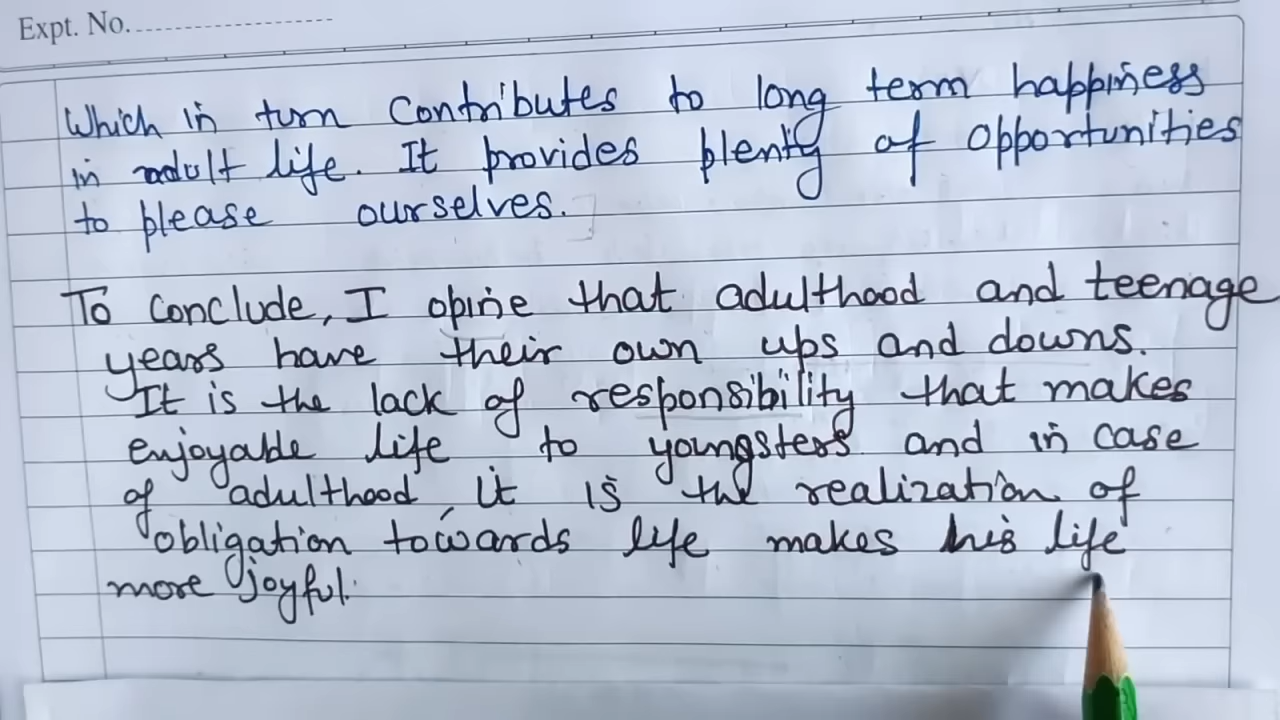 Expt. No.
Which in turn contributes to long term happiness
in adult life. It provides plenty of opportunities
to please ourselves.
To conclude, I opine that adulthood and teenage
years have their own ups and downs.
It is the lack of responsibility that makes
enjoyable life to youngsters and in case
of adulthood, it is the realization of
obligation towards life makes his life
more joyful.